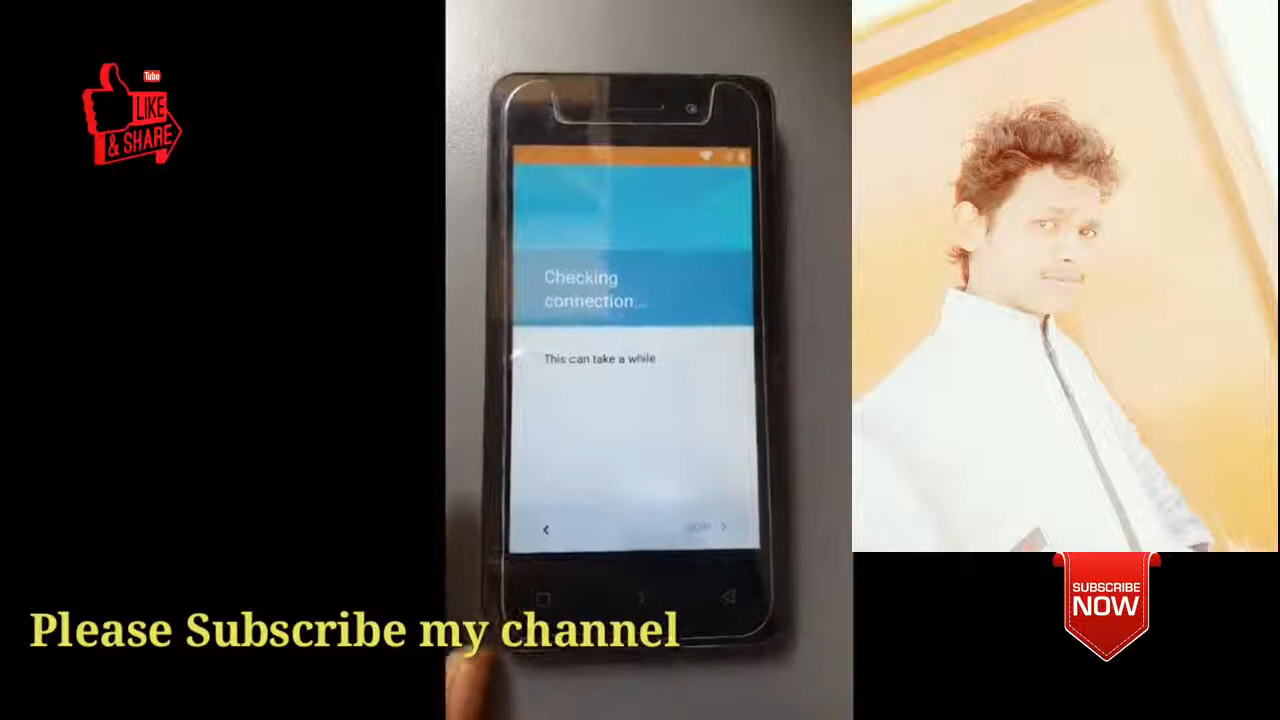 Tube
LIKE
& SHARE
Checking
connection...
This can take a while
SUBSCRIBE
NOW
Please Subscribe my channel